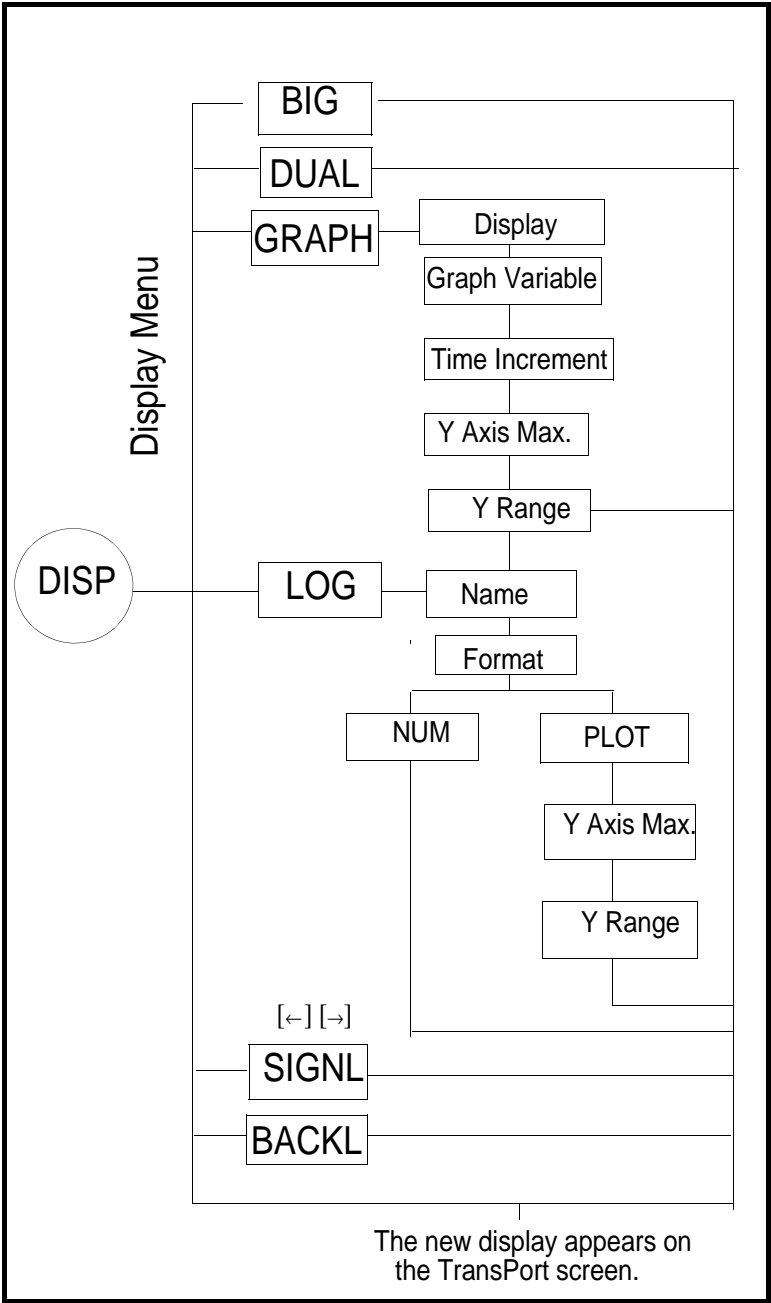 BIG
DUAL
GRAPH
Display
Graph Variable
Time Increment
Y Axis Max.
Y Range
Display Menu
DISP
LOG
Name
Format
NUM
PLOT
Y Axis Max.
Y Range
[←] [→]
SIGNL
BACKL
The new display appears on
the TransPort screen.